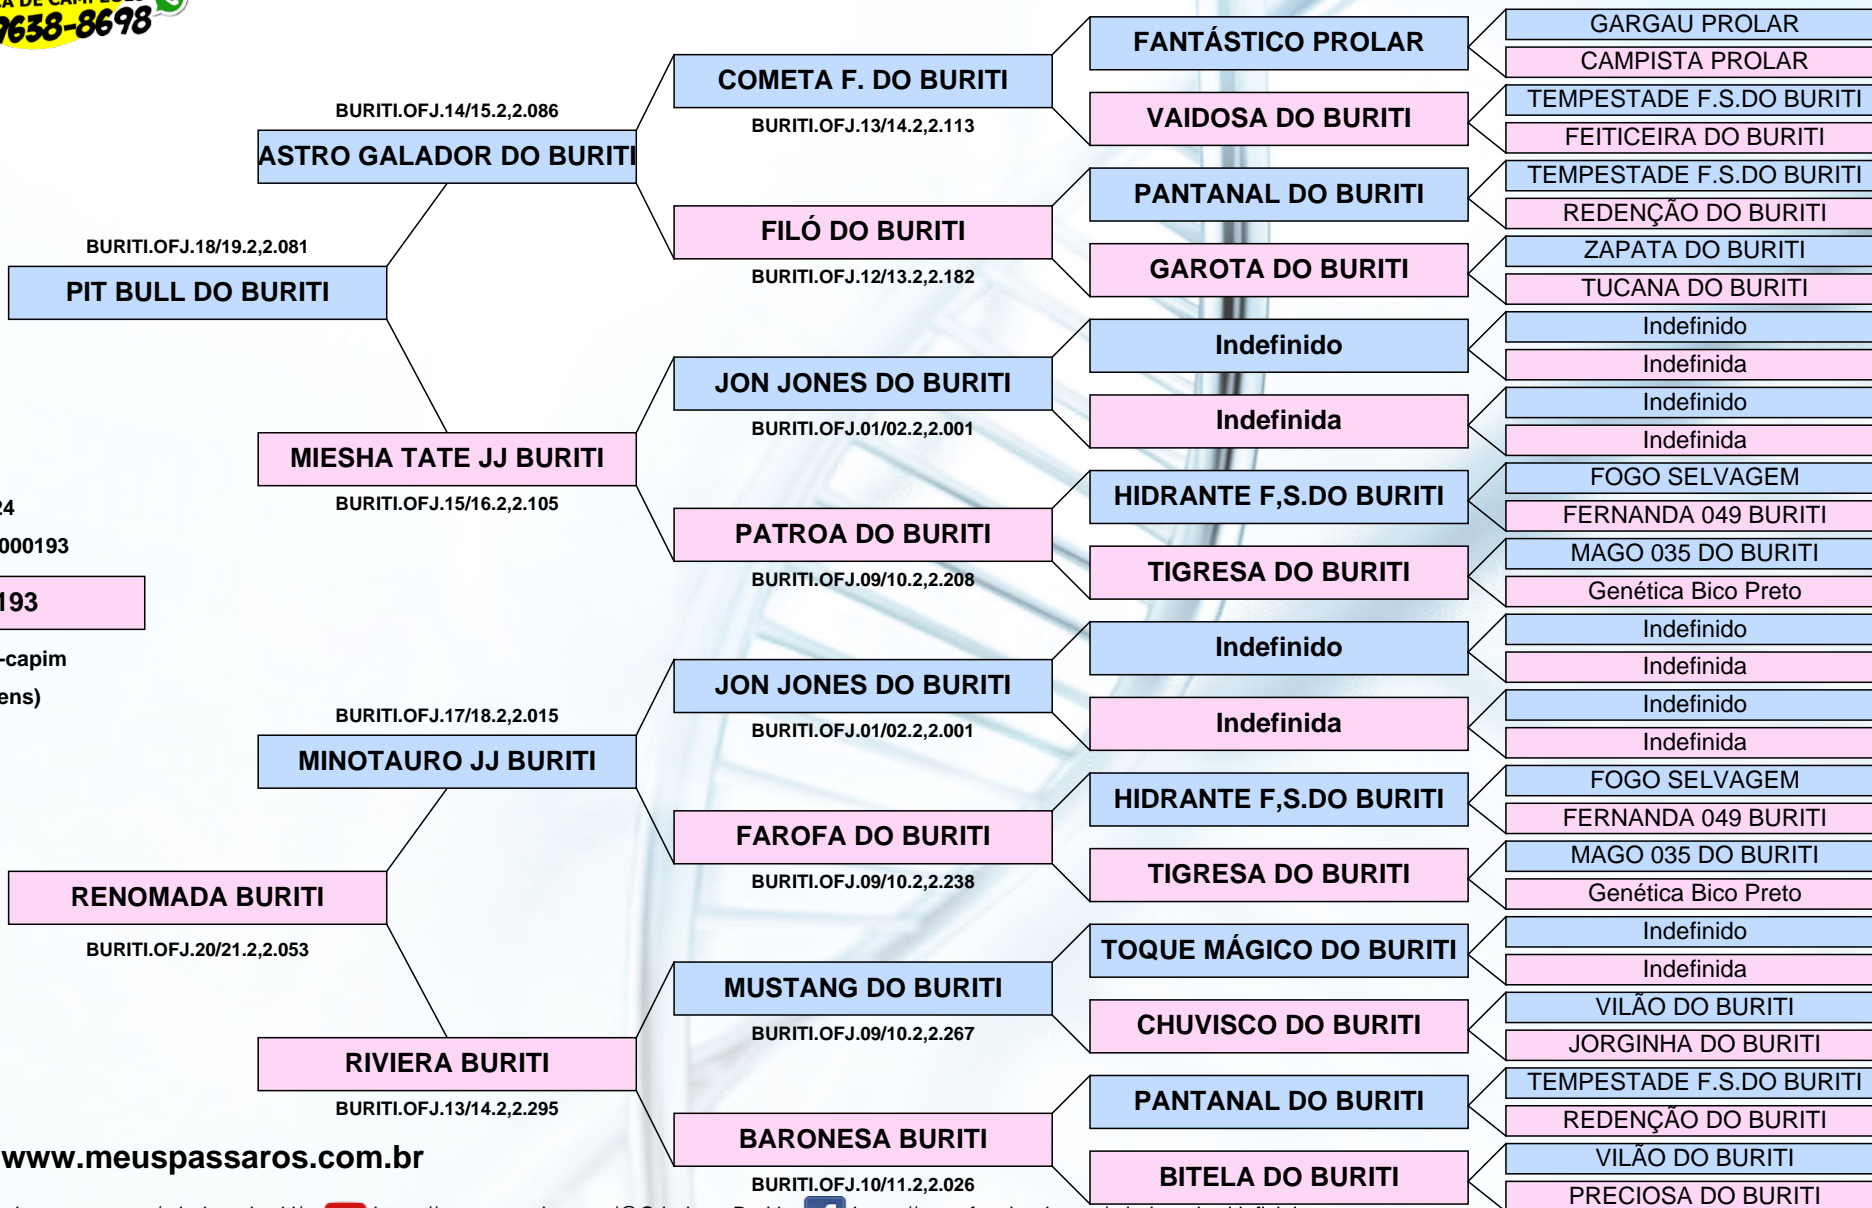 9638-8698
BURITI.OFJ.18/19.2,2.081
PIT BULL DO BURITI
24
000193
193
-capim
ens)
RENOMADA BURITI
BURITI.OFJ.20/21.2,2.053
BURITI.OFJ.14/15.2,2.086
ASTRO GALADOR DO BURITI
MIESHA TATE JJ BURITI
BURITI.OFJ.15/16.2,2.105
BURITI.OFJ.17/18.2,2.015
MINOTAURO JJ BURITI
RIVIERA BURITI
BURITI.OFJ.13/14.2,2.295
COMETA F. DO BURITI
BURITI.OFJ.13/14.2,2.113
FILÓ DO BURITI
BURITI.OFJ.12/13.2,2.182
JON JONES DO BURITI
BURITI.OFJ.01/02.2,2.001
PATROA DO BURITI
BURITI.OFJ.09/10.2,2.208
JON JONES DO BURITI
BURITI.OFJ.01/02.2,2.001
FAROFA DO BURITI
BURITI.OFJ.09/10.2,2.238
MUSTANG DO BURITI
BURITI.OFJ.09/10.2,2.267
BARONESA BURITI
BURITI.OFJ.10/11.2,2.026
FANTÁSTICO PROLAR
VAIDOSA DO BURITI
PANTANAL DO BURITI
GAROTA DO BURITI
Indefinido
Indefinida
HIDRANTE F,S.DO BURITI
TIGRESA DO BURITI
Indefinido
Indefinida
HIDRANTE F,S.DO BURITI
TIGRESA DO BURITI
TOQUE MÁGICO DO BURITI
CHUVISCO DO BURITI
PANTANAL DO BURITI
BITELA DO BURITI
GARGAU PROLAR
CAMPISTA PROLAR
TEMPESTADE F.S.DO BURITI
FEITICEIRA DO BURITI
TEMPESTADE F.S.DO BURITI
REDENÇÃO DO BURITI
ZAPATA DO BURITI
TUCANA DO BURITI
Indefinido
Indefinida
Indefinido
Indefinida
FOGO SELVAGEM
FERNANDA 049 BURITI
MAGO 035 DO BURITI
Genética Bico Preto
Indefinido
Indefinida
Indefinido
Indefinida
FOGO SELVAGEM
FERNANDA 049 BURITI
MAGO 035 DO BURITI
Genética Bico Preto
Indefinido
Indefinida
VILÃO DO BURITI
JORGINHA DO BURITI
TEMPESTADE F.S.DO BURITI
REDENÇÃO DO BURITI
VILÃO DO BURITI
PRECIOSA DO BURITI
www.meuspassaros.com.br